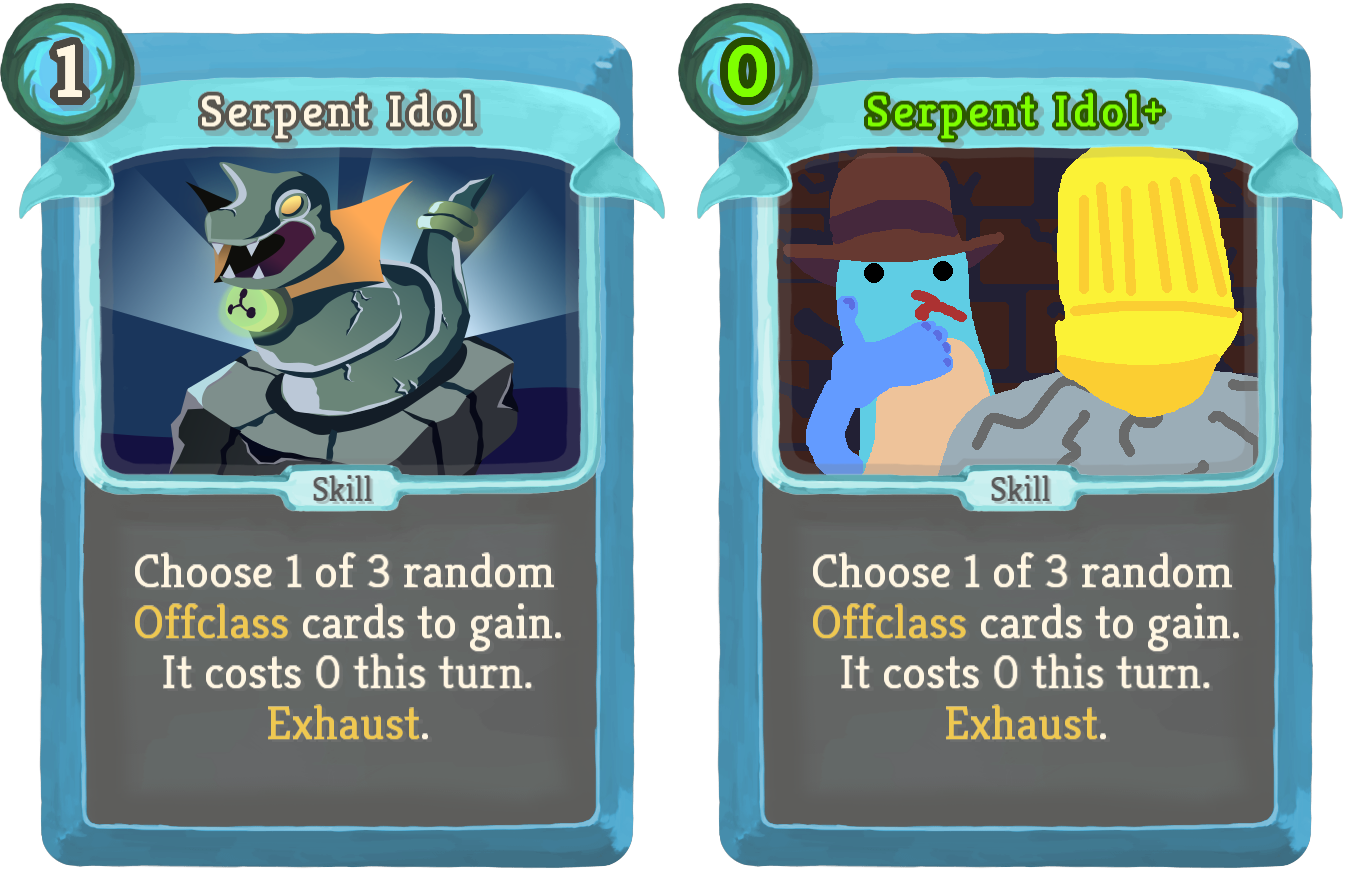 1
Serpent Idol
Skill
Choose 1 of 3 random
Offclass cards to gain.
It costs 0 this turn.
Exhaust.
0
Serpent Idol+
Skill
Choose 1 of 3 random
Offclass cards to gain.
It costs 0 this turn.
Exhaust.